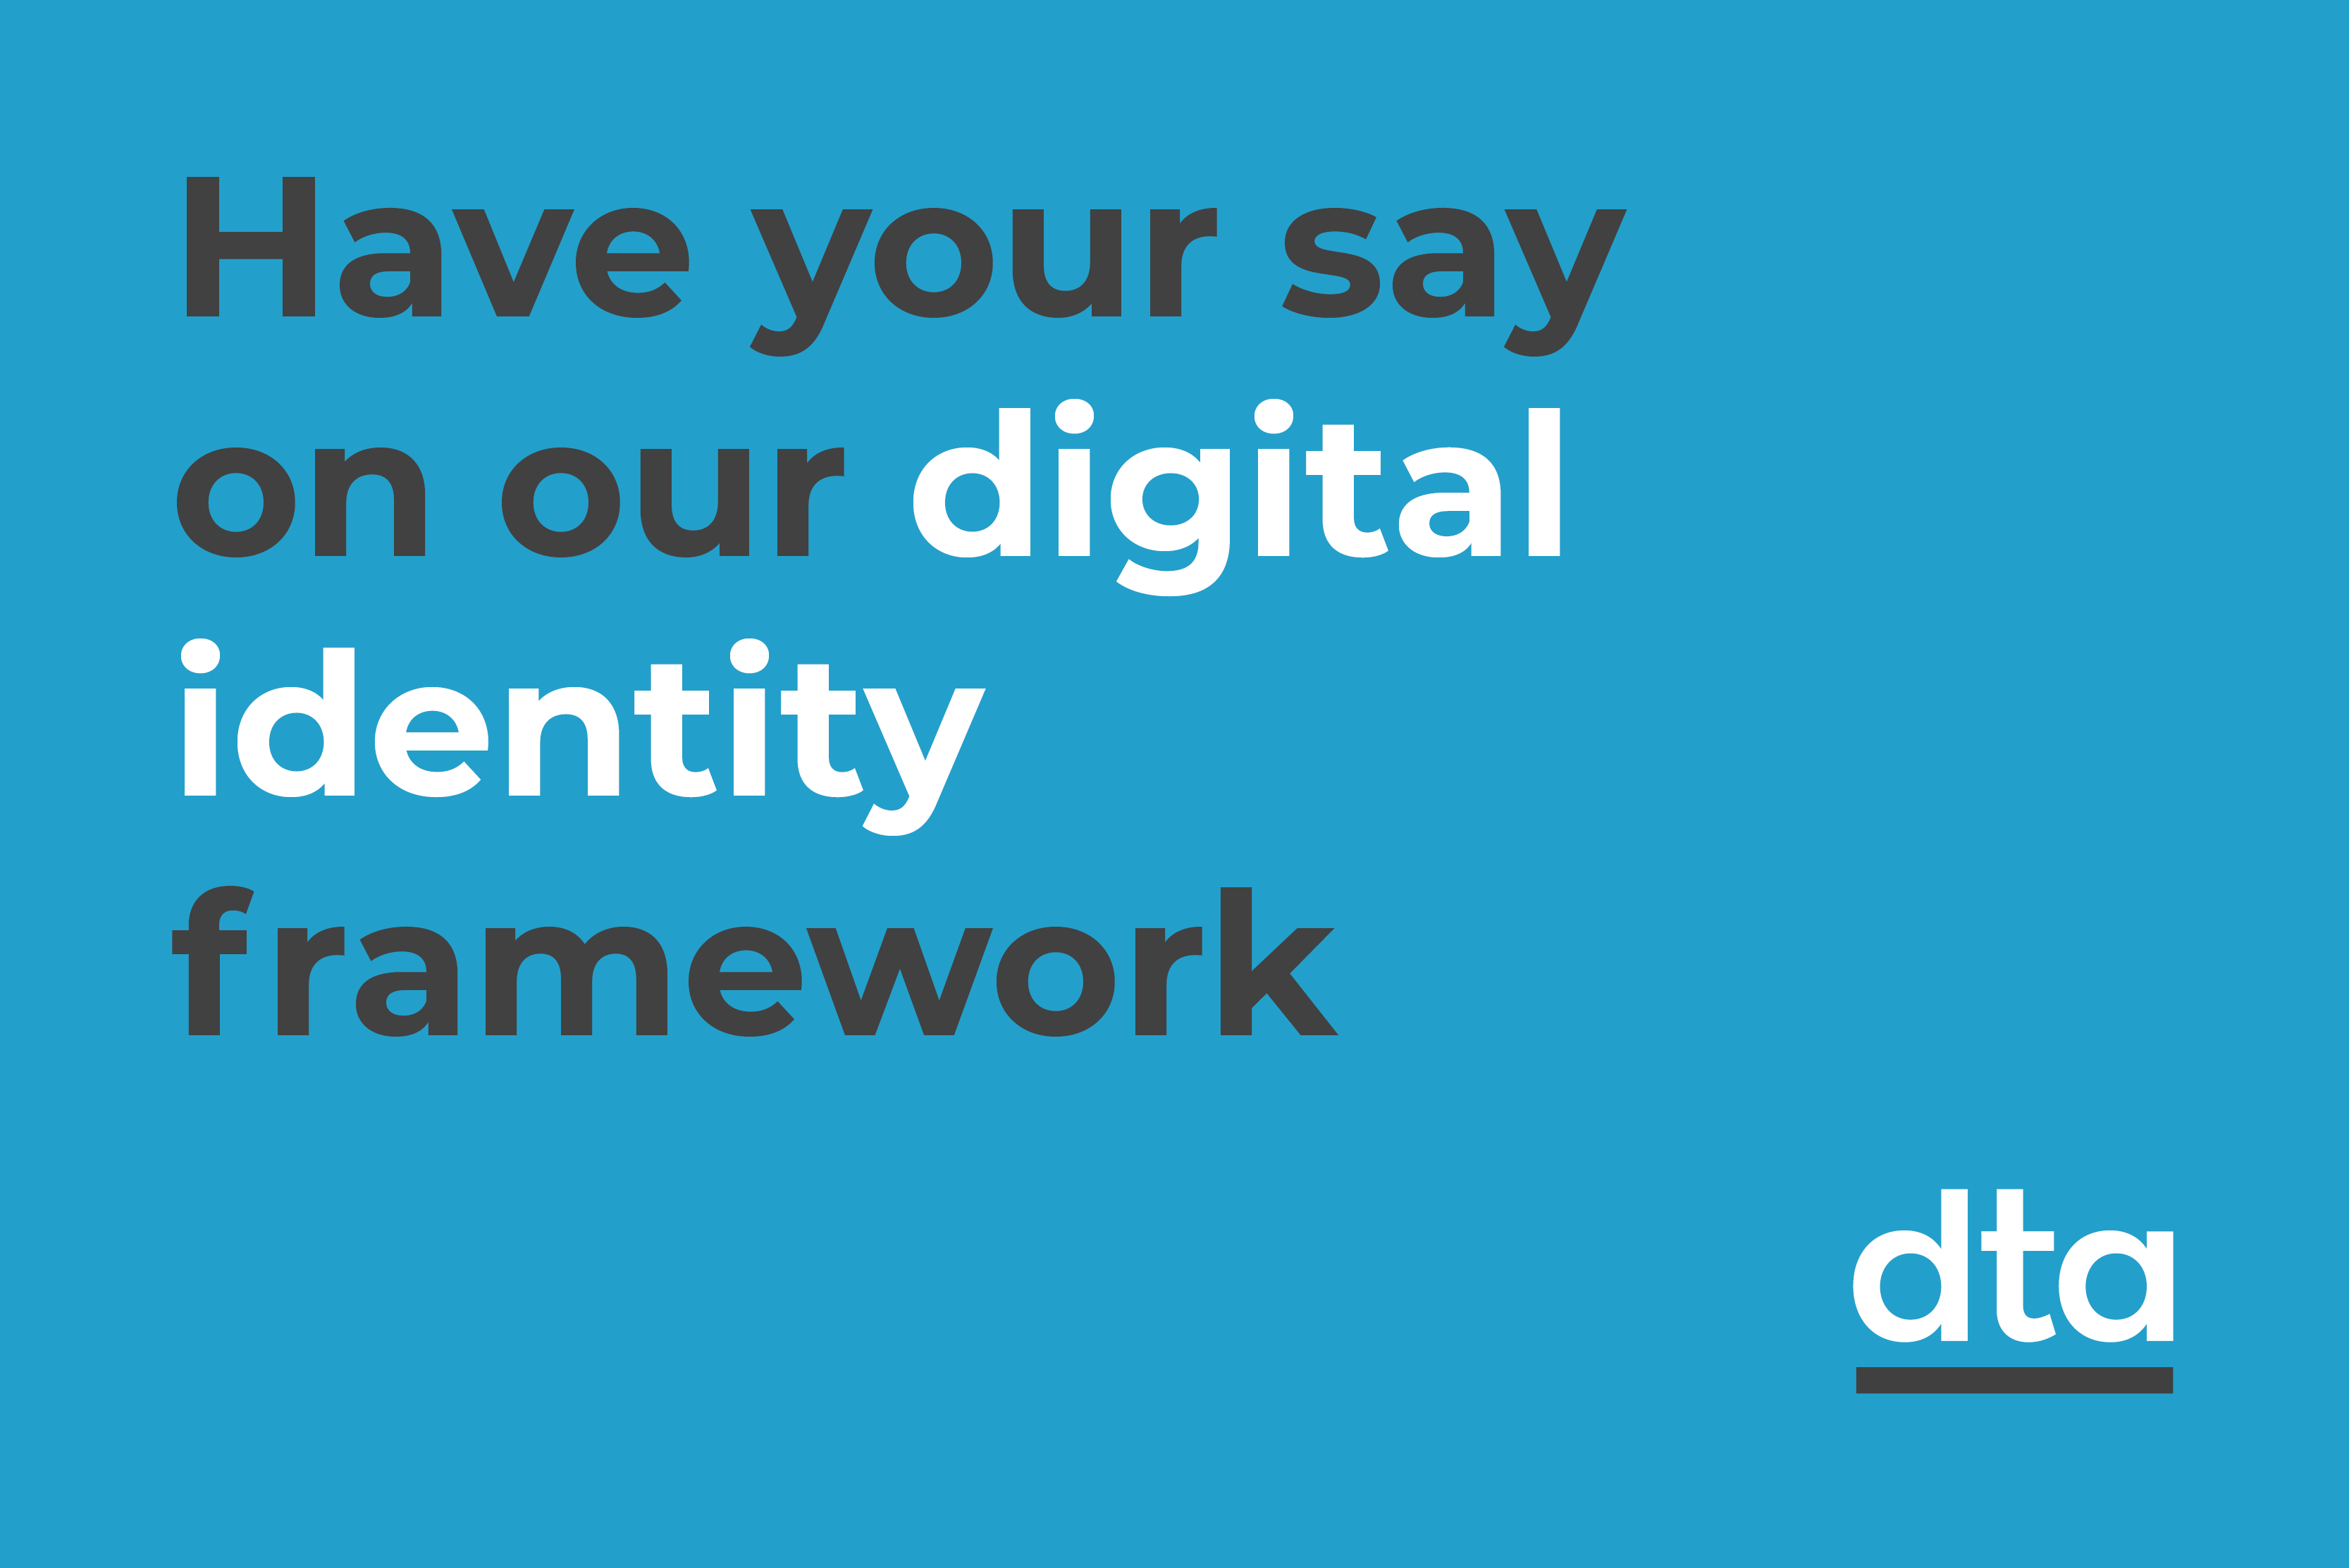 Have your say
on our digital
identity
framework
dta